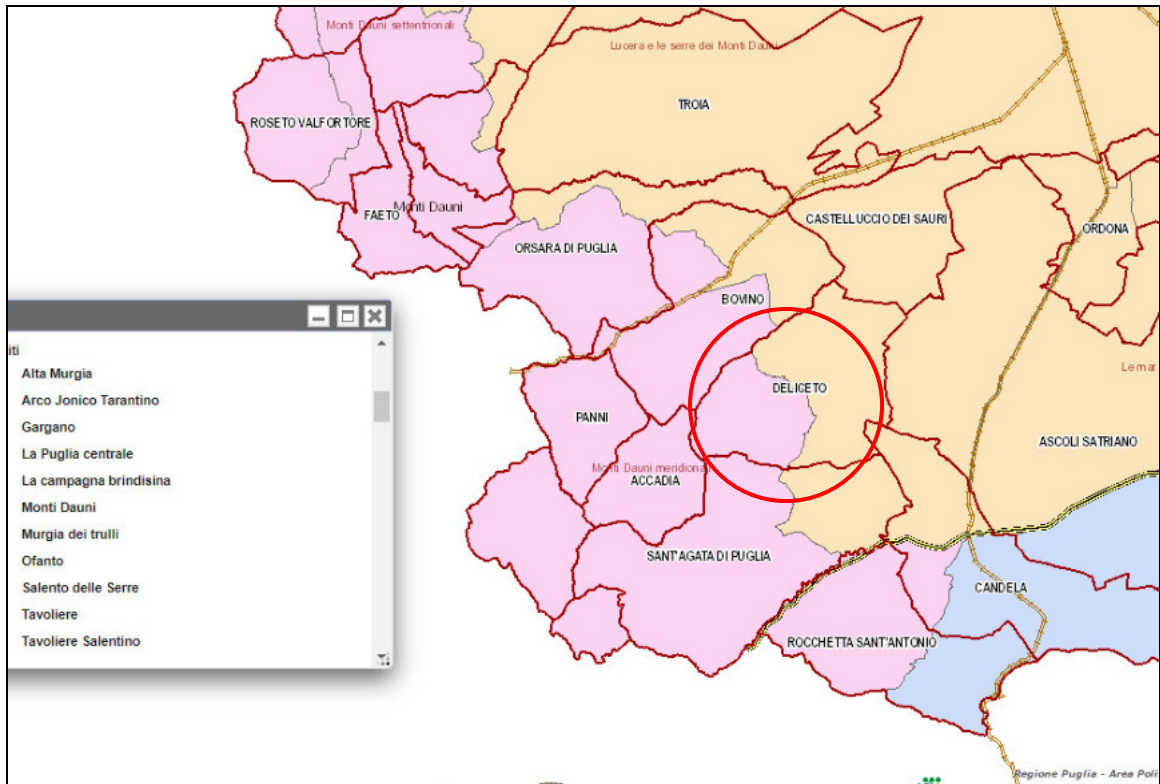 Monti Dauni settentrionali
Lucera e le serre dei Monti Dauni
TROIA
ROSETO VALFORTORE
FAETO
Monti Dauni
CASTELLUCCIO DEI SAURI
ORDONA
ORSARA DI PUGLIA
BOVINO
iti
Alta Murgia
Arco Jonico Tarantino
Gargano
La Puglia centrale
La campagna brindisina
Monti Dauni
Murgia dei trulli
Ofanto
Salento delle Serre
Tavoliere
Tavoliere Salentino
Le mar
DELICETO
PANNI
ASCOLI SATRIANO
Monti Dauni meridionali
ACCADIA
SANT'AGATA DI PUGLIA
CANDELA
ROCCHETTA SANT'ANTONIO
Regione Puglia - Area Poli